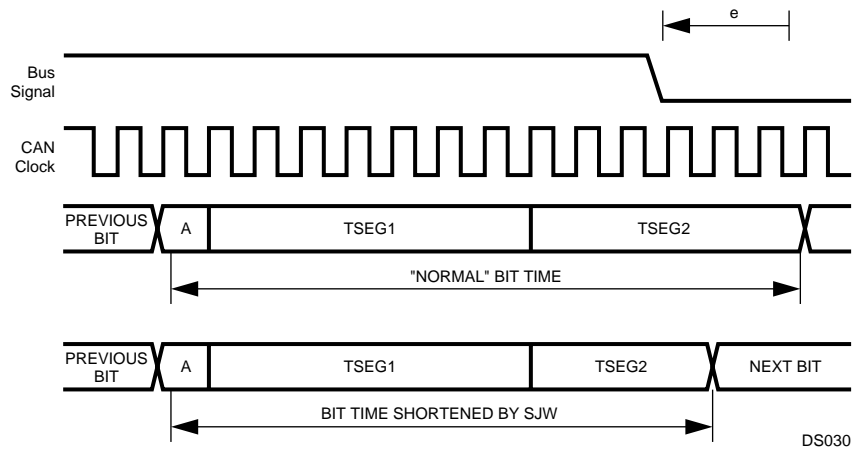 e
Bus
Signal
CAN
Clock
PREVIOUS
BIT
A
TSEG1
TSEG2
"NORMAL" BIT TIME
PREVIOUS
BIT
A
TSEG1
TSEG2
NEXT BIT
BIT TIME SHORTENED BY SJW
DS030